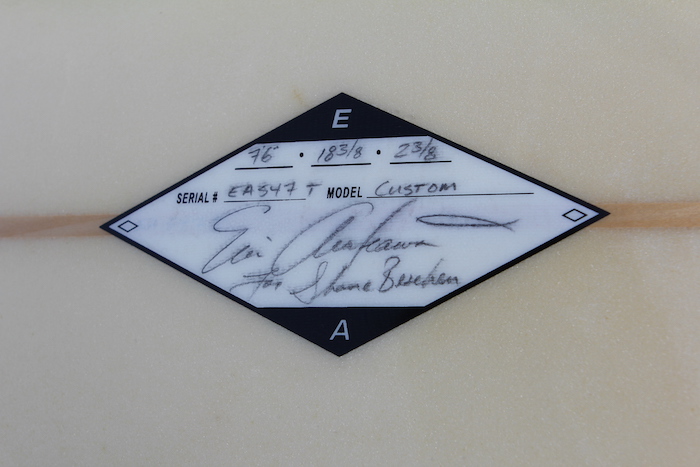 E
7'6" • 18 3/8 • 2 3/8
SERIAL # EA547 T MODEL CUSTOM
Eric Arakawa
For Shane Beschen
A